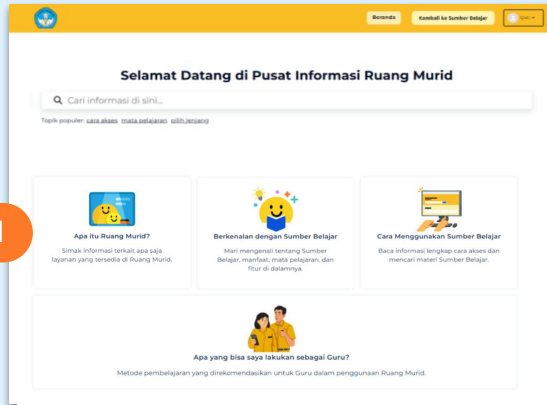 Beranda
Kembali ke Sumber Belajar
Selamat Datang di Pusat Informasi Ruang Murid
Cari informasi di sini...
Topik populer: cara akses mata pelajaran pilih jenjang
Apa itu Ruang Murid?
Simak informasi terkait apa saja
layanan yang tersedia di Ruang Murid.
Berkenalan dengan Sumber Belajar
Mari mengenali tentang Sumber
Belajar, manfaat, mata pelajaran, dan
fitur di dalamnya.
Cara Menggunakan Sumber Belajar
Baca informasi lengkap cara akses dan
mencari materi Sumber Belajar.
Apa yang bisa saya lakukan sebagai Guru?
Metode pembelajaran yang direkomendasikan untuk Guru dalam penggunaan Ruang Murid.